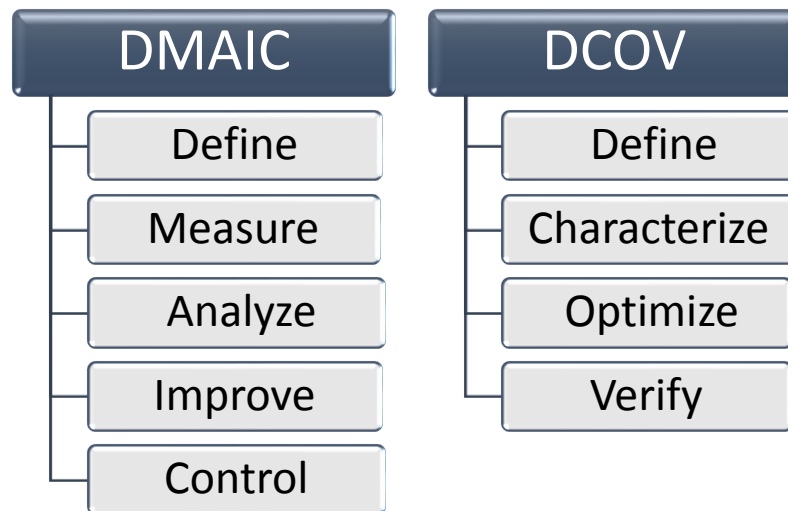 DMAIC
Define
Measure
Analyze
Improve
Control
DCOV
Define
Characterize
Optimize
Verify